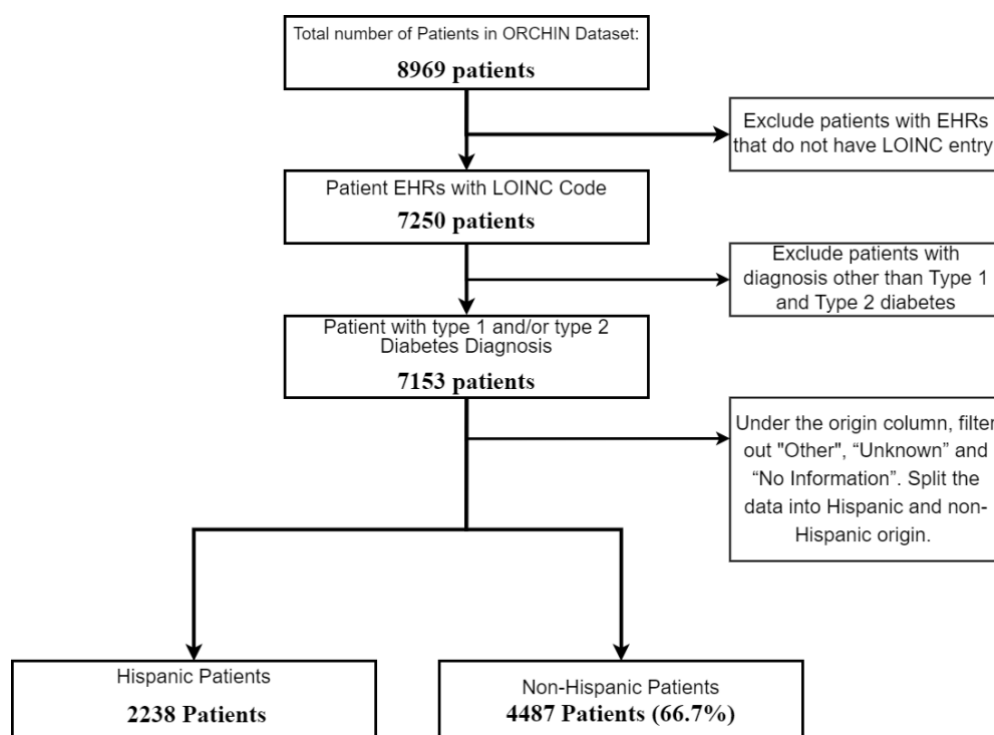 Total number of Patients in ORCHIN Dataset:
8969 patients
Exclude patients with EHRs
that do not have LOINC entry
Patient EHRs with LOINC Code
7250 patients
Exclude patients with
diagnosis other than Type 1
and Type 2 diabetes
Patient with type 1 and/or type 2
Diabetes Diagnosis
7153 patients
Under the origin column, filter
out "Other", “Unknown” and
“No Information”. Split the
data into Hispanic and non-
Hispanic origin.
Hispanic Patients
2238 Patients
Non-Hispanic Patients
4487 Patients (66.7%)